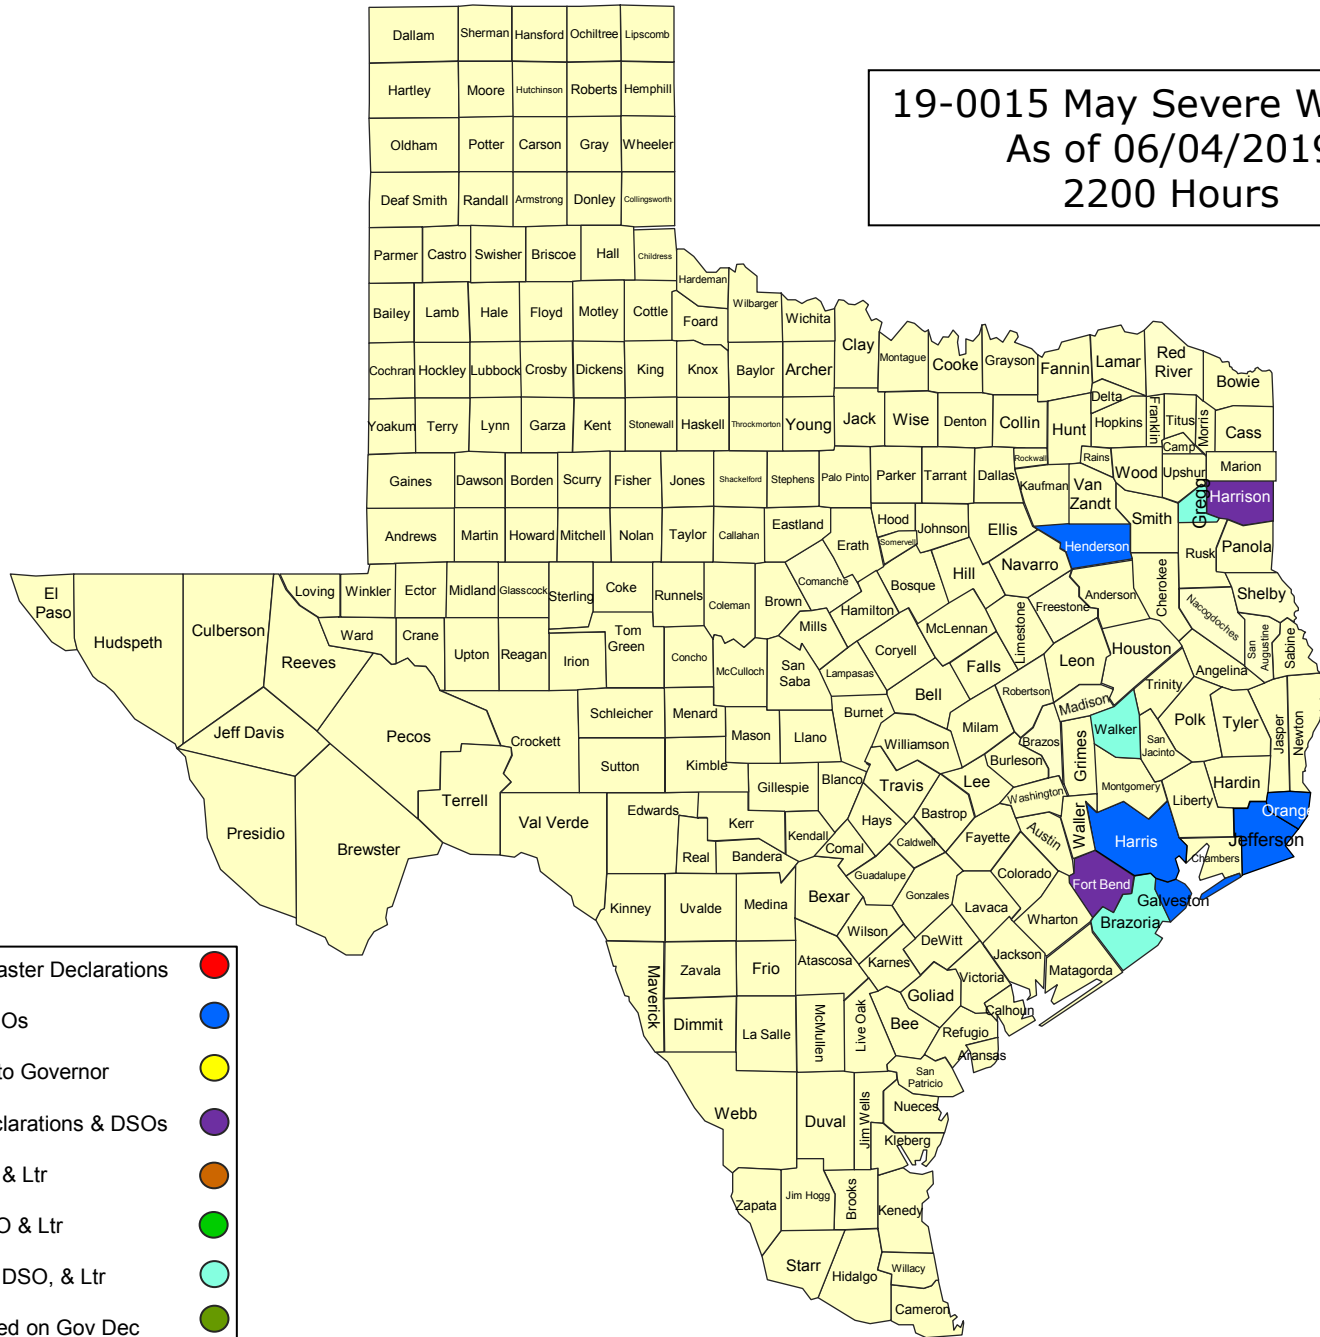 Dallam Sherman Hansford Ochiltree Lipscomb
Hartley Moore Hutchinson Roberts Hemphill
19-0015 May Severe W
As of 06/04/2019
2200 Hours
Oldham Potter Carson Gray Wheeler
Deaf Smith Randall Armstrong Donley Collingsworth
Parmer Castro Swisher Briscoe Hall Childress
Hardeman
Bailey Lamb Hale Floyd Motley Cottle Foard Wilbarger Wichita
Clay Montague Cooke Grayson Fannin Lamar Red River Bowie
Cochran Hockley Lubbock Crosby Dickens King Knox Baylor Archer
Delta
Yoakum Terry Lynn Garza Kent Stonewall Haskell Throckmorton Young Jack Wise Denton Collin Hunt Hopkins Franklin Titus Morris Cass
Camp
Rockwall Rains Wood Upshur Marion
Gaines Dawson Borden Scurry Fisher Jones Shackelford Stephens Palo Pinto Parker Tarrant Dallas Kaufman Van Zandt Gregg Harrison
Andrews Martin Howard Mitchell Nolan Taylor Callahan Eastland Erath Hood Somervell Johnson Ellis Henderson Smith Rusk Panola
El Paso Hudspeth Culberson Loving Winkler Ector Midland Glasscock Sterling Coke Runnels Coleman Brown Comanche Hamilton Bosque Hill Navarro Freestone Anderson Cherokee Nacogdoches Shelby
Reeves Ward Crane Upton Reagan Irion Tom Green Concho McCulloch San Saba Mills Lampasas Coryell McLennan Limestone Falls Leon Houston Angelina San Augustine Sabine
Jeff Davis Pecos Crockett Schleicher Menard Mason Llano Burnet Bell Milam Robertson Madison Trinity Walker San Jacinto Polk Tyler Jasper Newton
Sutton Kimble Gillespie Blanco Williamson Travis Lee Burleson Brazos Grimes Washington Montgomery Liberty Hardin Orange
Presidio Brewster Terrell Val Verde Edwards Kerr Real Bandera Kendall Comal Hays Caldwell Bastrop Fayette Austin Waller Harris Chambers Jefferson
Kinney Uvalde Medina Bexar Guadalupe Gonzales Lavaca Colorado Wharton Fort Bend Brazoria Galveston
Maverick Zavala Frio Atascosa Wilson Karnes DeWitt Jackson Matagorda
Dimmit La Salle McMullen Live Oak Bee Goliad Victoria Calhoun Refugio Aransas
Webb Duval Jim Wells San Patricio Nueces Kleberg
Zapata Jim Hogg Brooks Kenedy
Starr Hidalgo Willacy
Cameron
aster Declarations
Os
to Governor
clarations & DSOs
& Ltr
O & Ltr
DSO, & Ltr
ed on Gov Dec